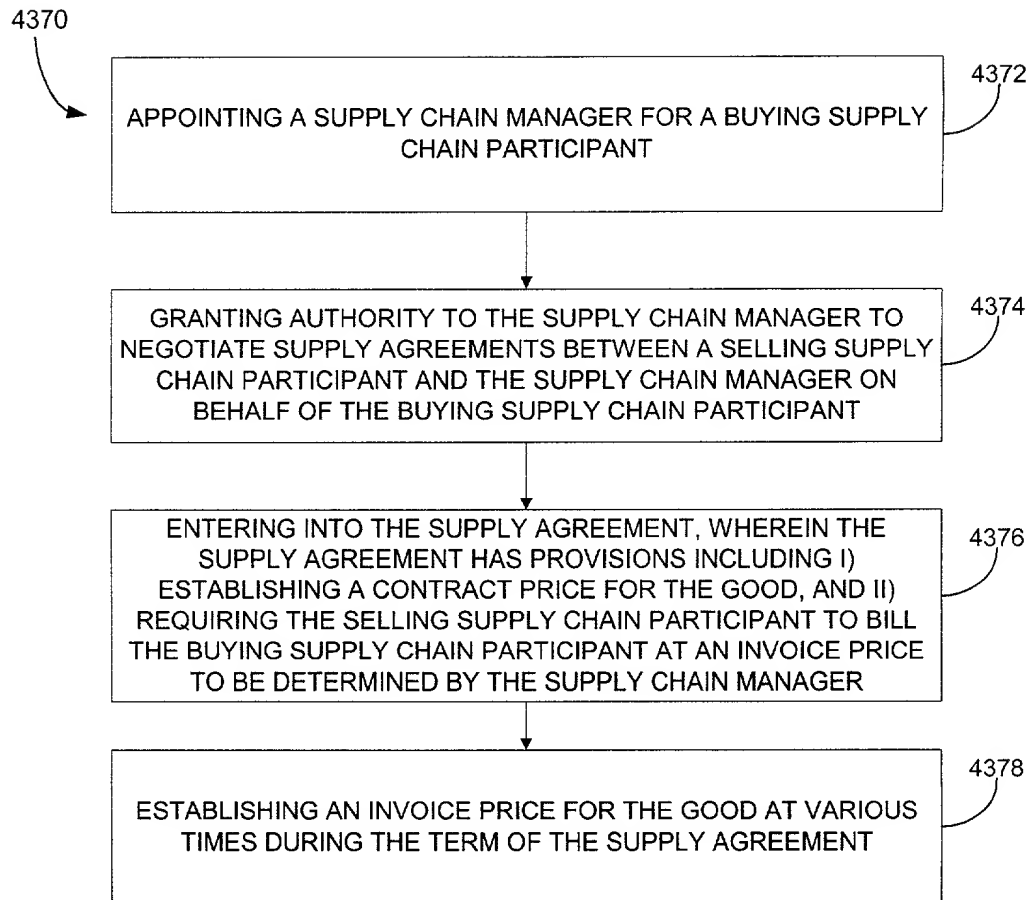 4370
4372
APPOINTING A SUPPLY CHAIN MANAGER FOR A BUYING SUPPLY
CHAIN PARTICIPANT
4374
GRANTING AUTHORITY TO THE SUPPLY CHAIN MANAGER TO
NEGOTIATE SUPPLY AGREEMENTS BETWEEN A SELLING SUPPLY
CHAIN PARTICIPANT AND THE SUPPLY CHAIN MANAGER ON
BEHALF OF THE BUYING SUPPLY CHAIN PARTICIPANT
4376
ENTERING INTO THE SUPPLY AGREEMENT, WHEREIN THE
SUPPLY AGREEMENT HAS PROVISIONS INCLUDING I)
ESTABLISHING A CONTRACT PRICE FOR THE GOOD, AND II)
REQUIRING THE SELLING SUPPLY CHAIN PARTICIPANT TO BILL
THE BUYING SUPPLY CHAIN PARTICIPANT AT AN INVOICE PRICE
TO BE DETERMINED BY THE SUPPLY CHAIN MANAGER
4378
ESTABLISHING AN INVOICE PRICE FOR THE GOOD AT VARIOUS
TIMES DURING THE TERM OF THE SUPPLY AGREEMENT